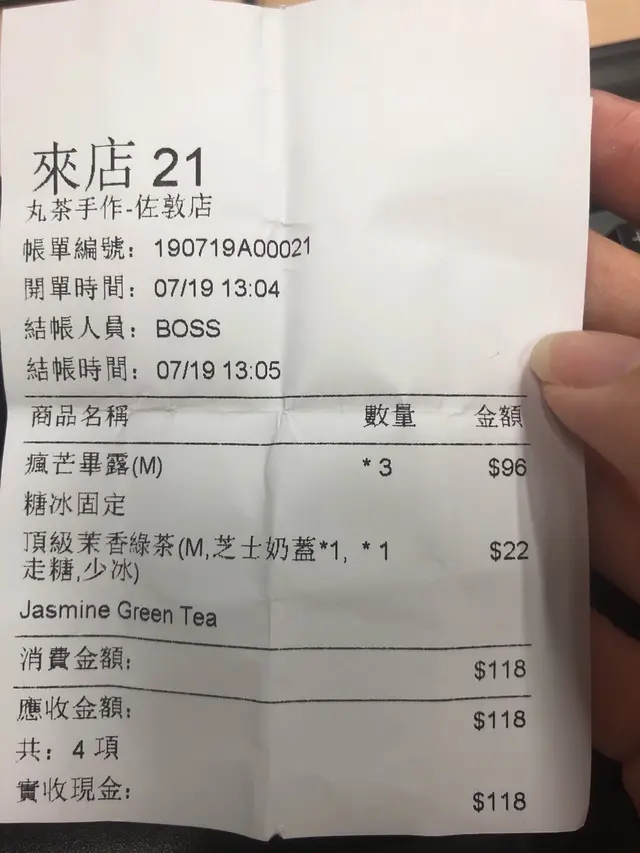 來店 21
丸茶手作-佐敦店
帳單編號: 190719A00021
開單時間: 07/19 13:04
結帳人員: BOSS
結帳時間: 07/19 13:05
商品名稱 數量 金額
瘋芒畢露(M) * 3 $96
糖冰固定
頂級茉香綠茶(M,芝士奶蓋*1, * 1 $22
走糖,少冰)
Jasmine Green Tea
消費金額: $118
應收金額: $118
共: 4 項
實收現金: $118